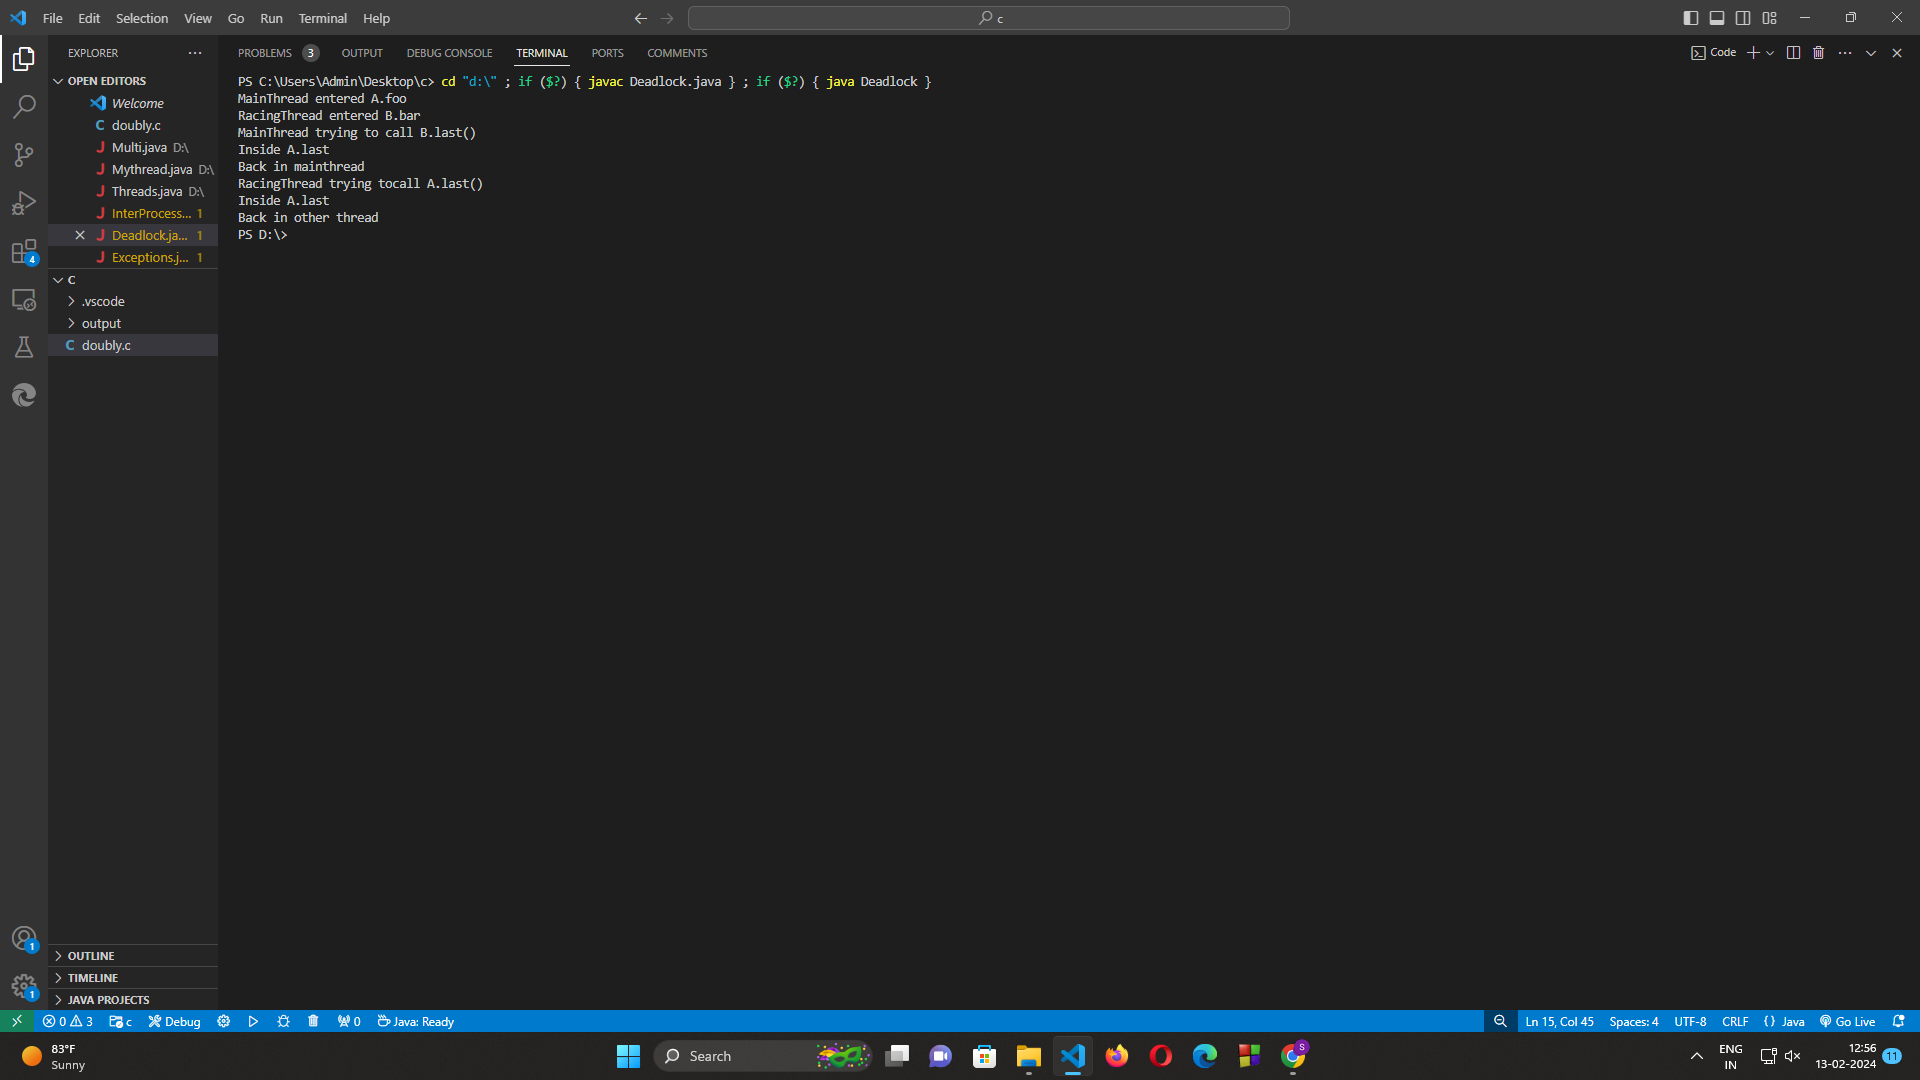 File Edit Selection View Go Run Terminal Help
c
EXPLORER
OPEN EDITORS
Welcome
doubly.c
Multi.java D:\
Mythread.java D:\
Threads.java D:\
InterProcess... 1
Deadlock.ja... 1
Exceptions.j... 1
C
.vscode
output
doubly.c
OUTLINE
TIMELINE
JAVA PROJECTS
4
1
1
PROBLEMS 3 OUTPUT DEBUG CONSOLE TERMINAL PORTS COMMENTS
Code
PS C:\Users\Admin\Desktop\c> cd "d:\" ; if ($?) { javac Deadlock.java } ; if ($?) { java Deadlock }
MainThread entered A.foo
RacingThread entered B.bar
MainThread trying to call B.last()
Inside A.last
Back in mainthread
RacingThread trying tocall A.last()
Inside A.last
Back in other thread
PS D:\>
0 3 c Debug 0 Java: Ready
Ln 15, Col 45 Spaces: 4 UTF-8 CRLF {} Java Go Live
83°F
Sunny
Search
S
ENG
IN
12:56
13-02-2024
11